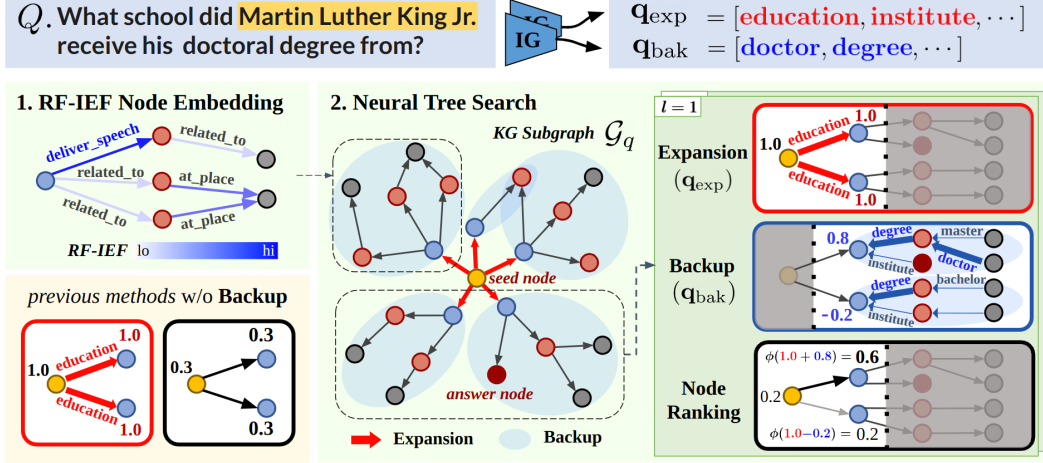 Q. What school did Martin Luther King Jr.
receive his doctoral degree from?
IG
IG
q_exp = [education, institute, ⋯]
q_bak = [doctor, degree, ⋯]
1. RF-IEF Node Embedding
deliver_speech
related_to
related_to
at_place
related_to
at_place
RF-IEF lo hi
previous methods w/o Backup
1.0
1.0
education
education
1.0
0.3
0.3
0.3
2. Neural Tree Search
KG Subgraph 𝒢_q
seed node
answer node
Expansion
Backup
l = 1
Expansion
(q_exp)
1.0
1.0
education
education
1.0
Backup
(q_bak)
0.8
degree
master
institute
doctor
degree
bachelor
-0.2
institute
Node
Ranking
ϕ(1.0 + 0.8) = 0.6
0.2
ϕ(1.0−0.2) = 0.2